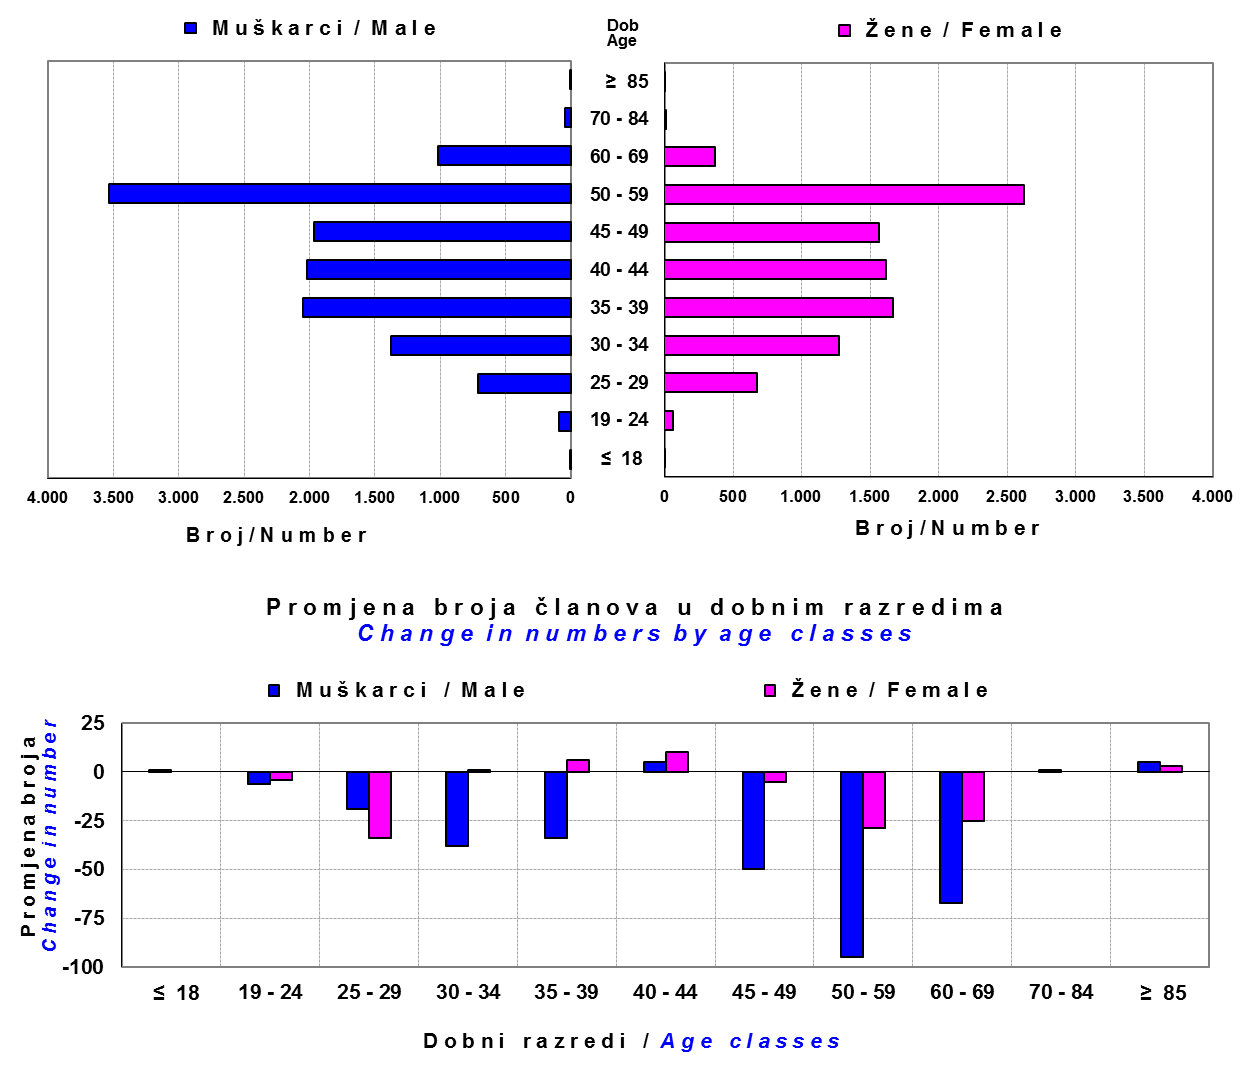 Muškarci / Male
Dob
Age
Žene / Female
≥ 85
70 - 84
60 - 69
50 - 59
45 - 49
40 - 44
35 - 39
30 - 34
25 - 29
19 - 24
≤ 18
4.000 3.500 3.000 2.500 2.000 1.500 1.000 500 0
0 500 1.000 1.500 2.000 2.500 3.000 3.500 4.000
Broj/Number
Broj/Number
Promjena broja članova u dobnim razredima
Change in numbers by age classes
Muškarci / Male
Žene / Female
Promjena broja
Change in number
25
0
-25
-50
-75
-100
≤ 18 19 - 24 25 - 29 30 - 34 35 - 39 40 - 44 45 - 49 50 - 59 60 - 69 70 - 84 ≥ 85
Dobni razredi / Age classes